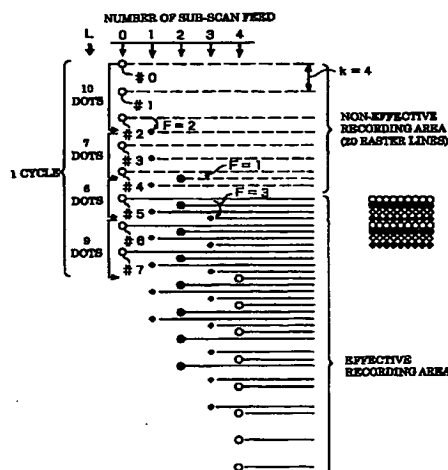 NUMBER OF SUB-SCAN FEED
L 0 1 2 3 4
#0
k = 4
10 DOTS
#1
F = 2
#2
NON-EFFECTIVE RECORDING AREA (20 RASTER LINES)
7 DOTS
#3
F = 1
#4
1 CYCLE
F = 3
6 DOTS
#5
#6
9 DOTS
#7
EFFECTIVE RECORDING AREA